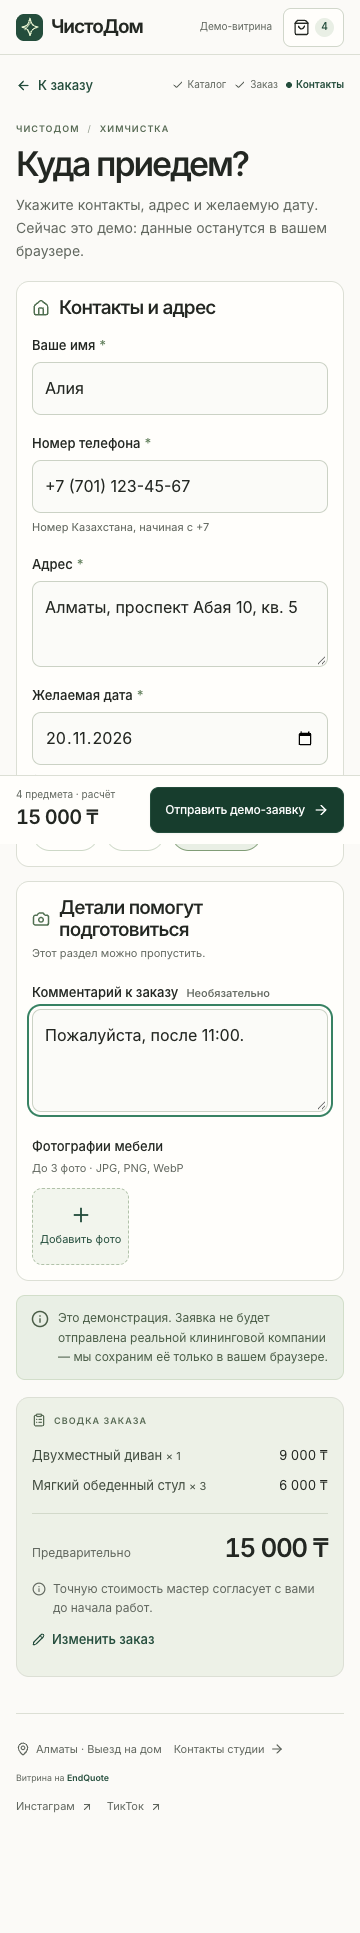 ЧистоДом
Демо-витрина
4
К заказу
Каталог
Заказ
Контакты
ЧИСТОДОМ / ХИМЧИСТКА
Куда приедем?
Укажите контакты, адрес и желаемую дату.
Сейчас это демо: данные останутся в вашем
браузере.
Контакты и адрес
Ваше имя *
Алия
Номер телефона *
+7 (701) 123-45-67
Номер Казахстана, начиная с +7
Адрес *
Алматы, проспект Абая 10, кв. 5
Желаемая дата *
20.11.2026
4 предмета · расчёт
15 000 ₸
Отправить демо-заявку
Детали помогут
подготовиться
Этот раздел можно пропустить.
Комментарий к заказу Необязательно
Пожалуйста, после 11:00.
Фотографии мебели
До 3 фото · JPG, PNG, WebP
Добавить фото
Это демонстрация. Заявка не будет
отправлена реальной клининговой компании
— мы сохраним её только в вашем браузере.
СВОДКА ЗАКАЗА
Двухместный диван × 1 9 000 ₸
Мягкий обеденный стул × 3 6 000 ₸
Предварительно 15 000 ₸
Точную стоимость мастер согласует с вами
до начала работ.
Изменить заказ
Алматы · Выезд на дом Контакты студии
Витрина на EndQuote
Инстаграм ТикТок